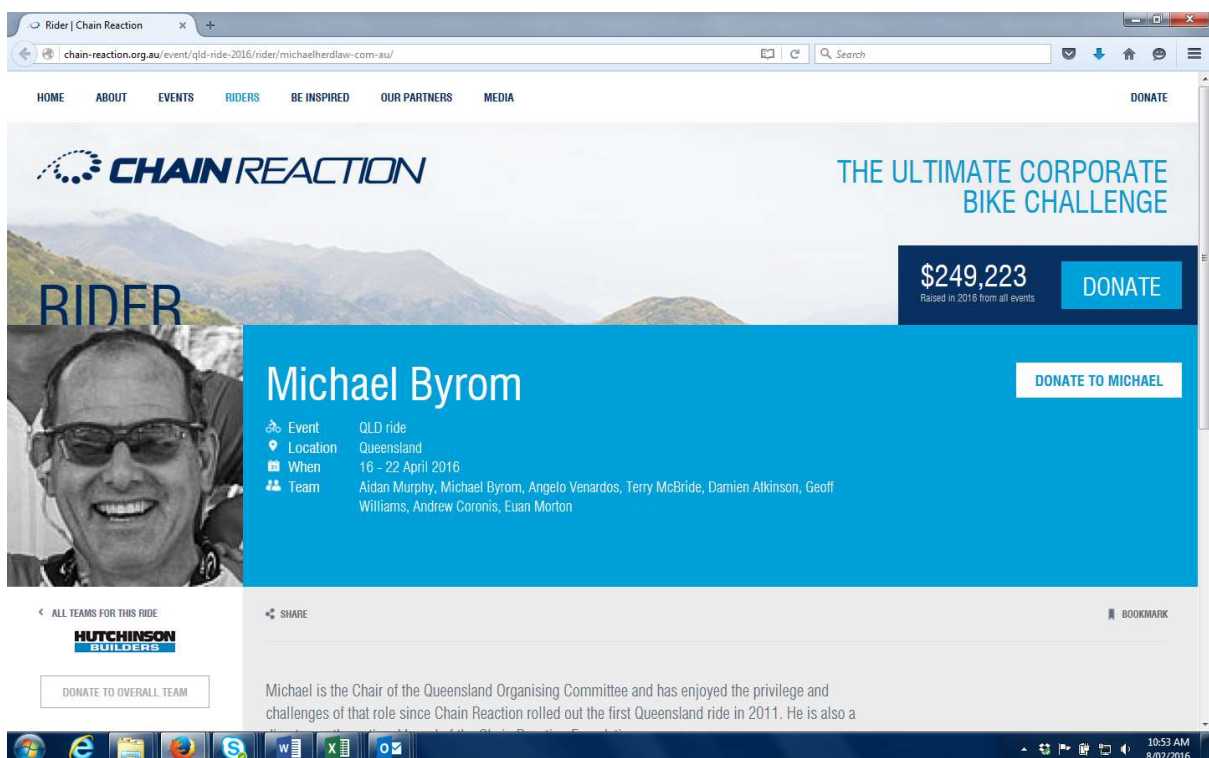 Rider | Chain Reaction
chain-reaction.org.au/event/qld-ride-2016/rider/michaelherdlaw-com-au/
Search
HOME ABOUT EVENTS RIDERS BE INSPIRED OUR PARTNERS MEDIA DONATE
CHAIN REACTION
THE ULTIMATE CORPORATE
BIKE CHALLENGE
$249,223
Raised in 2016 from all events
DONATE
RIDER
Michael Byrom
DONATE TO MICHAEL
Event QLD ride
Location Queensland
When 16 - 22 April 2016
Team Aidan Murphy, Michael Byrom, Angelo Venardos, Terry McBride, Damien Atkinson, Geoff
Williams, Andrew Coronis, Euan Morton
ALL TEAMS FOR THIS RIDE
SHARE
BOOKMARK
HUTCHINSON
BUILDERS
DONATE TO OVERALL TEAM
Michael is the Chair of the Queensland Organising Committee and has enjoyed the privilege and
challenges of that role since Chain Reaction rolled out the first Queensland ride in 2011. He is also a
10:53 AM
8/02/2016